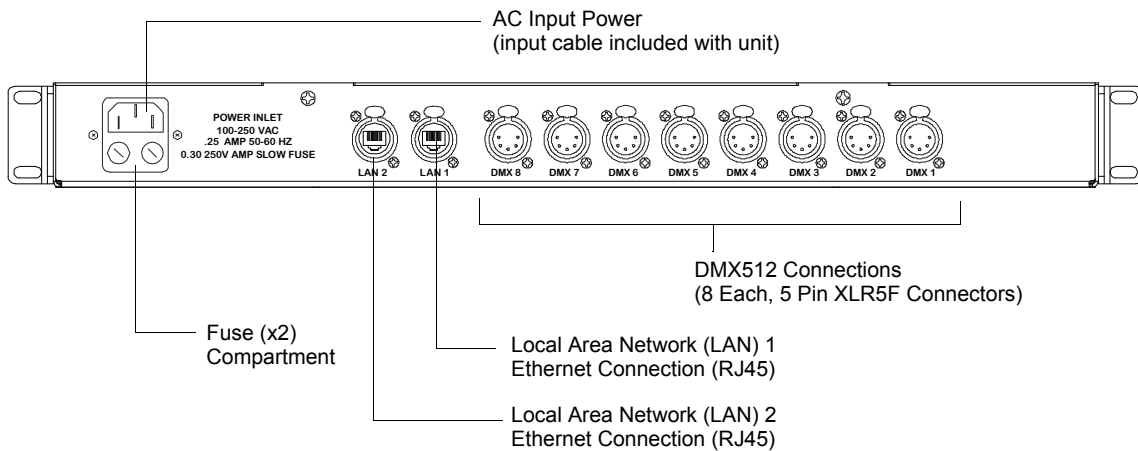 AC Input Power
(input cable included with unit)
POWER INLET
100-250 VAC
.25 AMP 50-60 HZ
0.30 250V AMP SLOW FUSE
LAN 2
LAN 1
DMX 8
DMX 7
DMX 6
DMX 5
DMX 4
DMX 3
DMX 2
DMX 1
DMX512 Connections
(8 Each, 5 Pin XLR5F Connectors)
Fuse (x2)
Compartment
Local Area Network (LAN) 1
Ethernet Connection (RJ45)
Local Area Network (LAN) 2
Ethernet Connection (RJ45)